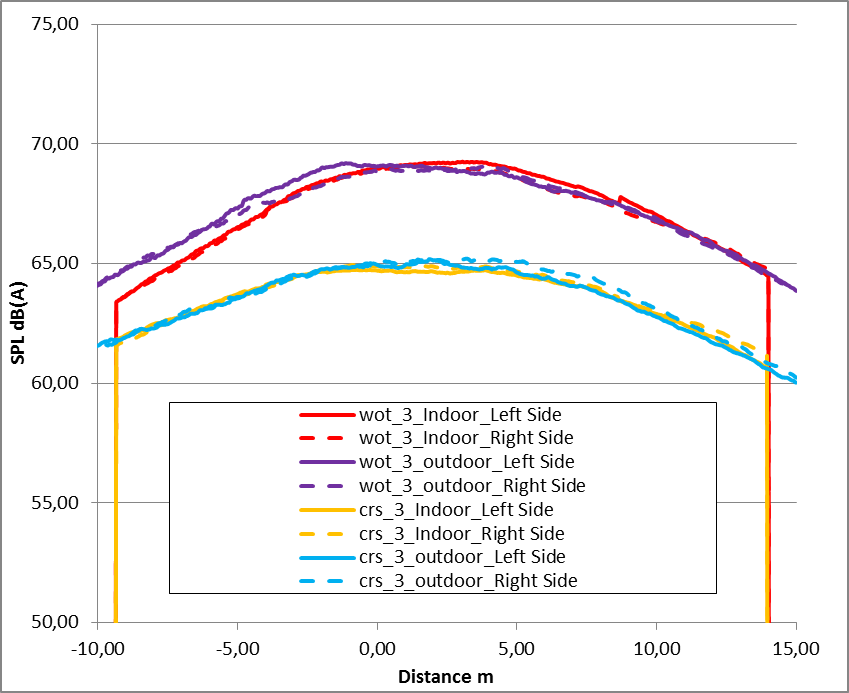 75,00
70,00
65,00
60,00
55,00
50,00
SPL dB(A)
wot_3_Indoor_Left Side
wot_3_Indoor_Right Side
wot_3_outdoor_Left Side
wot_3_outdoor_Right Side
crs_3_Indoor_Left Side
crs_3_Indoor_Right Side
crs_3_outdoor_Left Side
crs_3_outdoor_Right Side
-10,00 -5,00 0,00 5,00 10,00 15,00
Distance m